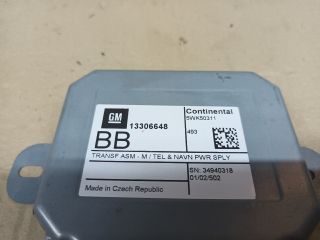 GM
13306648
Continental
5WK50311
BB
493
TRANSF ASM - M / TEL & NAVN PWR SPLY
SN: 34940318
01/02/502
Made in Czech Republic